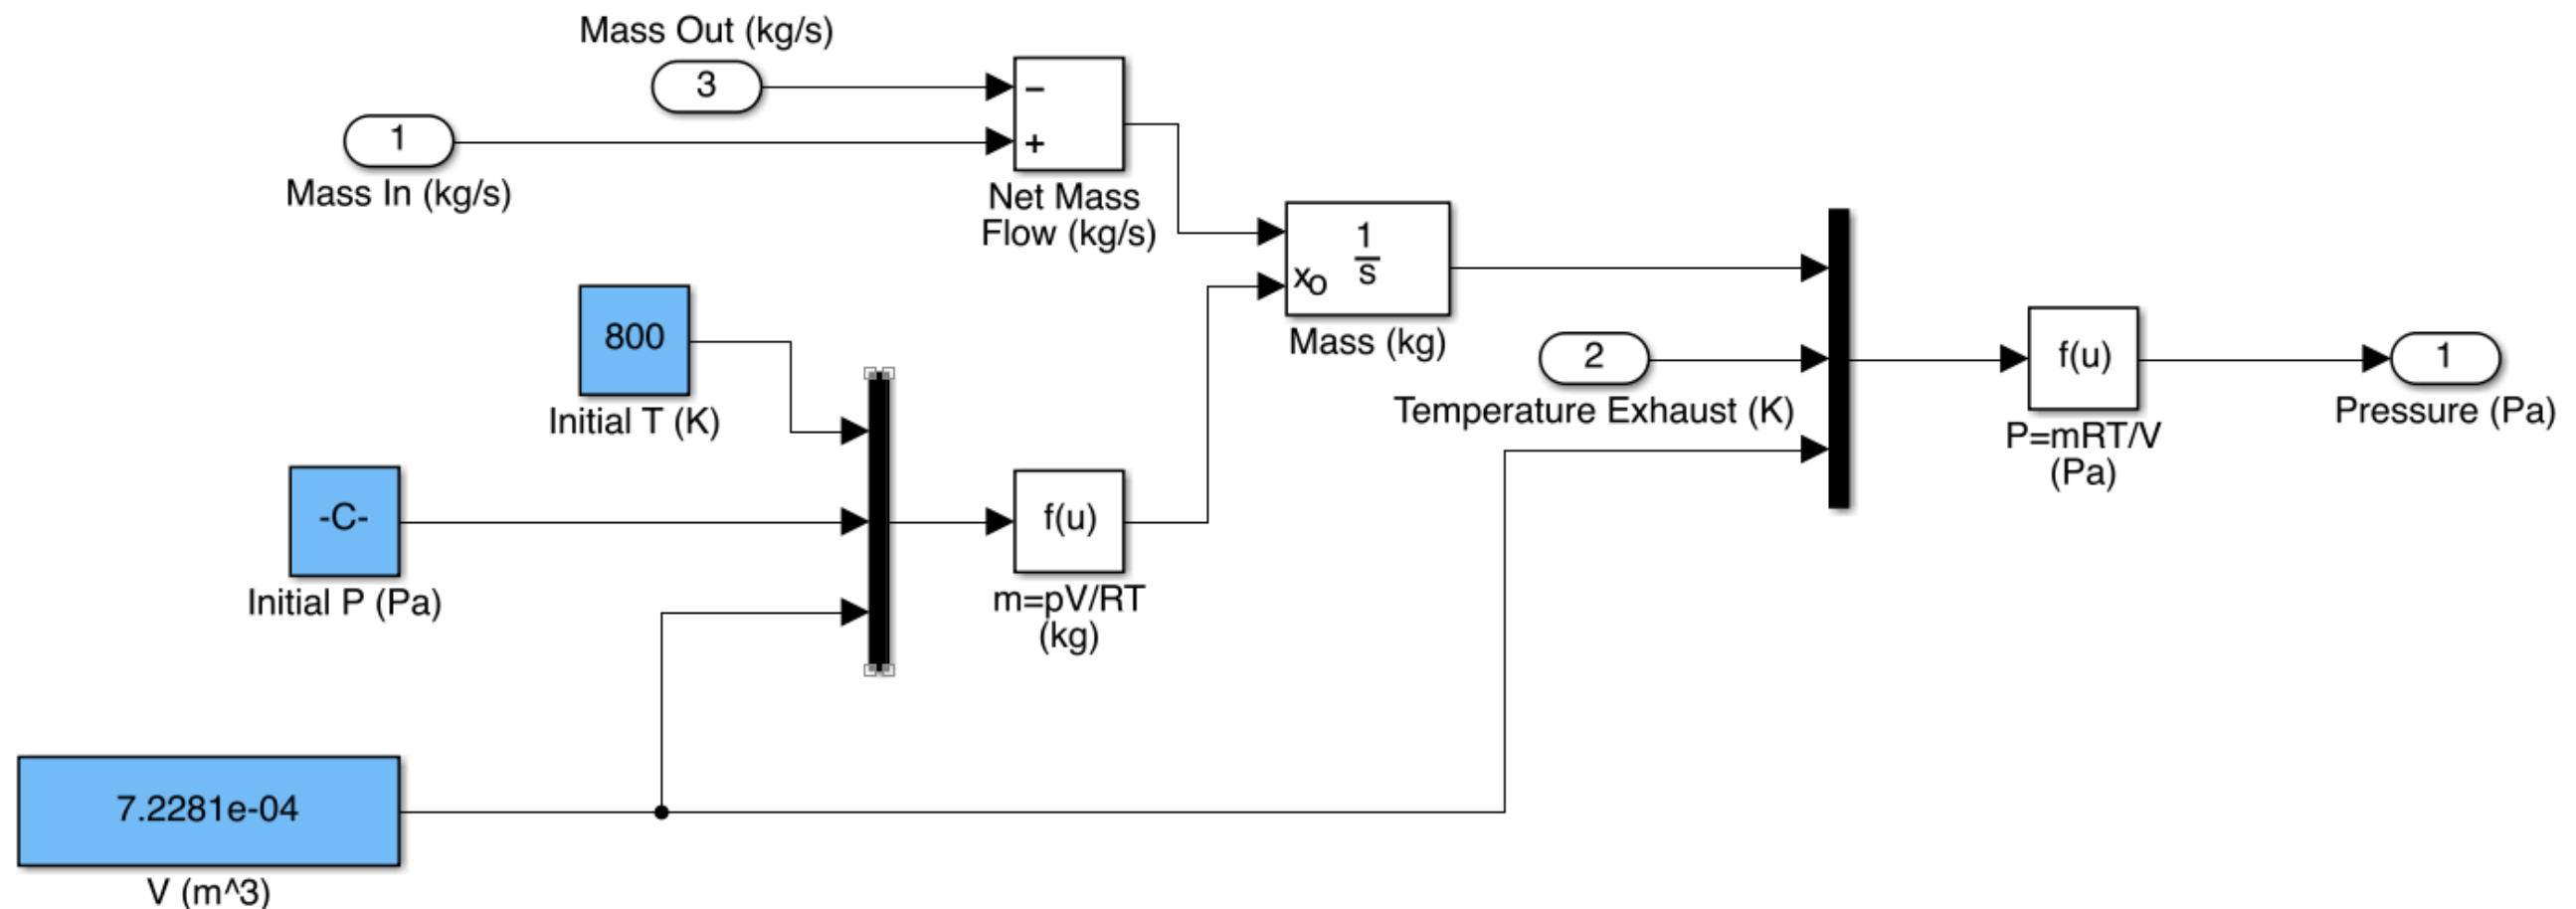 Mass Out (kg/s)
3
−
1
+
Mass In (kg/s)
Net Mass
Flow (kg/s)
1
s
xo
Mass (kg)
800
Initial T (K)
2
Temperature Exhaust (K)
f(u)
P=mRT/V
(Pa)
1
Pressure (Pa)
-C-
Initial P (Pa)
f(u)
m=pV/RT
(kg)
7.2281e-04
V (m^3)